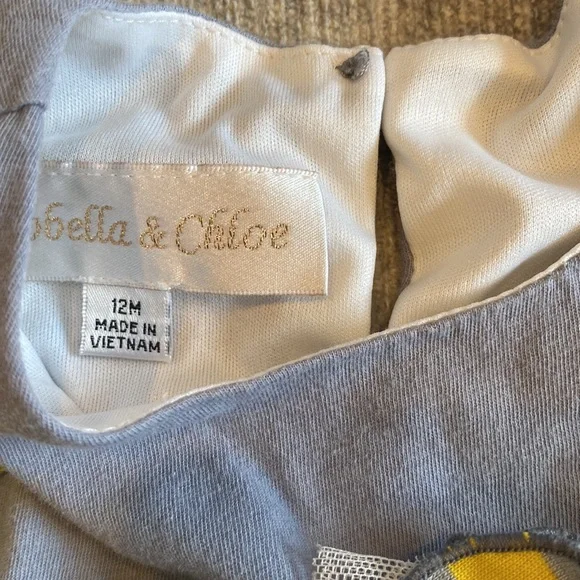 bella & Chloe
12M
MADE IN
VIETNAM